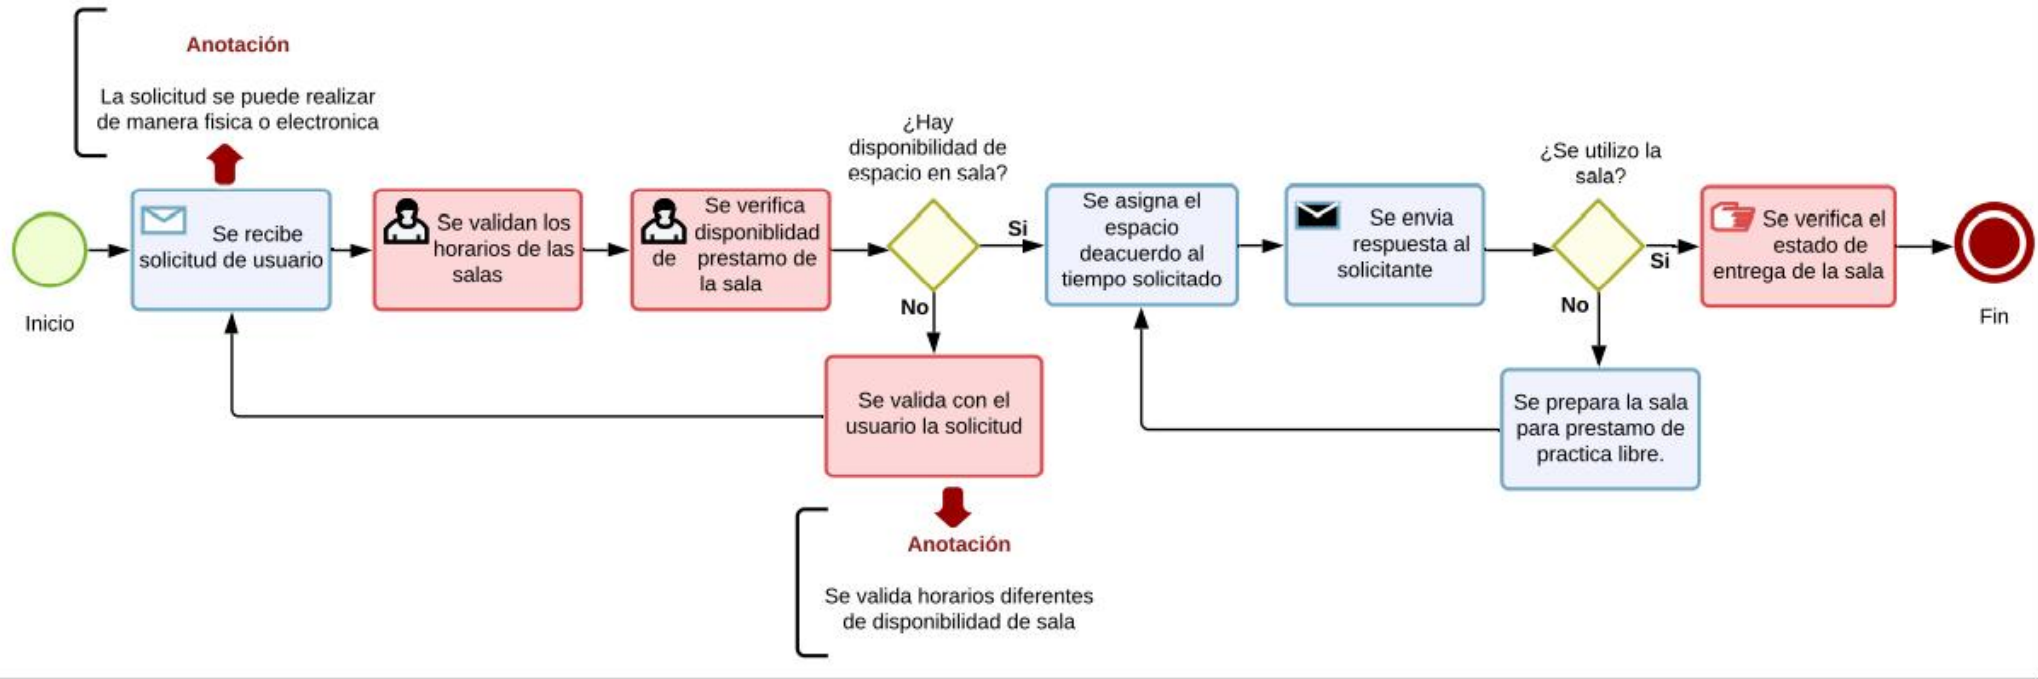 Anotación
La solicitud se puede realizar
de manera fisica o electronica
Inicio
Se recibe
solicitud de usuario
Se validan los
horarios de las
salas
Se verifica
disponiblidad
de prestamo de
la sala
¿Hay
disponibilidad de
espacio en sala?
Si
No
Se valida con el
usuario la solicitud
Anotación
Se valida horarios diferentes
de disponibilidad de sala
Se asigna el
espacio
deacuerdo al
tiempo solicitado
Se envia
respuesta al
solicitante
¿Se utilizo la
sala?
Si
No
Se prepara la sala
para prestamo de
practica libre.
Se verifica el
estado de
entrega de la sala
Fin